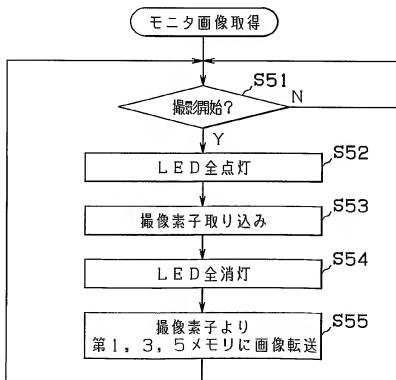 モニタ画像取得
撮影開始?
S51
N
Y
LED全点灯
S52
撮像素子取り込み
S53
LED全消灯
S54
撮像素子より
第1,3,5メモリに画像転送
S55